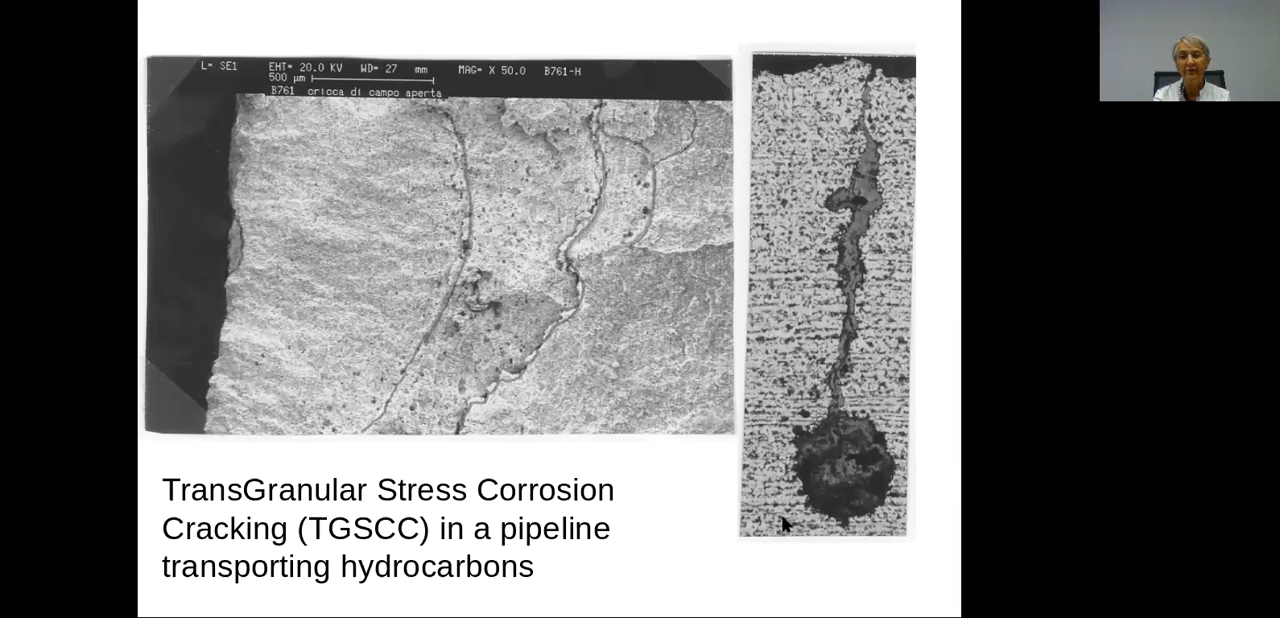 L= SE1 EHT= 20.0 KV WD= 27 mm MAG= X 50.0 B761-H
500 µm
B761 cricca di campo aperta
TransGranular Stress Corrosion
Cracking (TGSCC) in a pipeline
transporting hydrocarbons